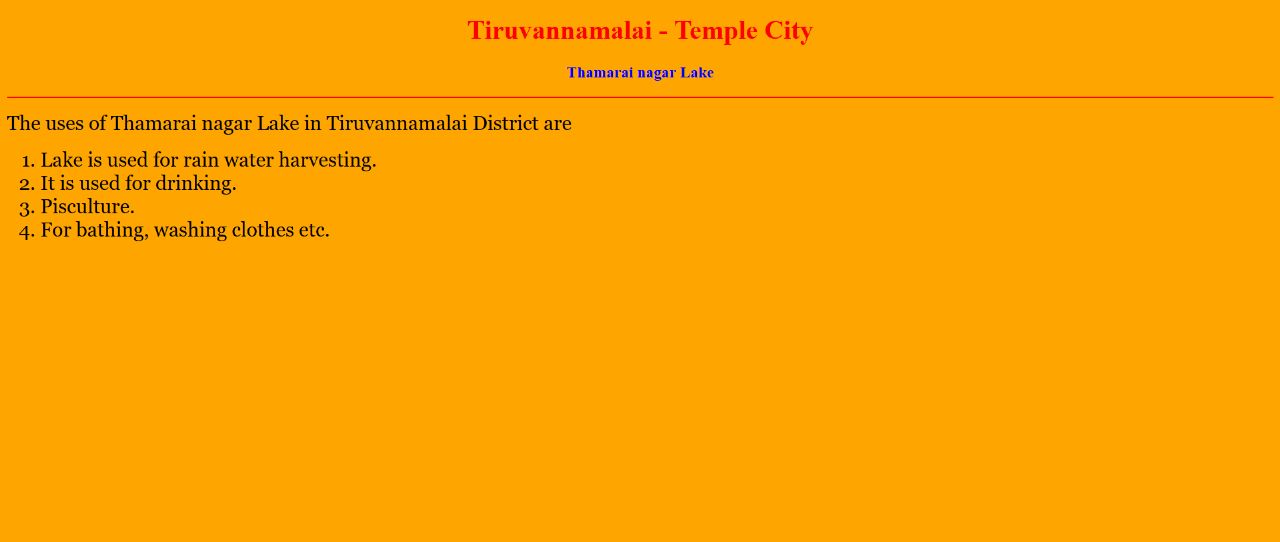 Tiruvannamalai - Temple City
Thamarai nagar Lake
The uses of Thamarai nagar Lake in Tiruvannamalai District are
1. Lake is used for rain water harvesting.
2. It is used for drinking.
3. Pisculture.
4. For bathing, washing clothes etc.